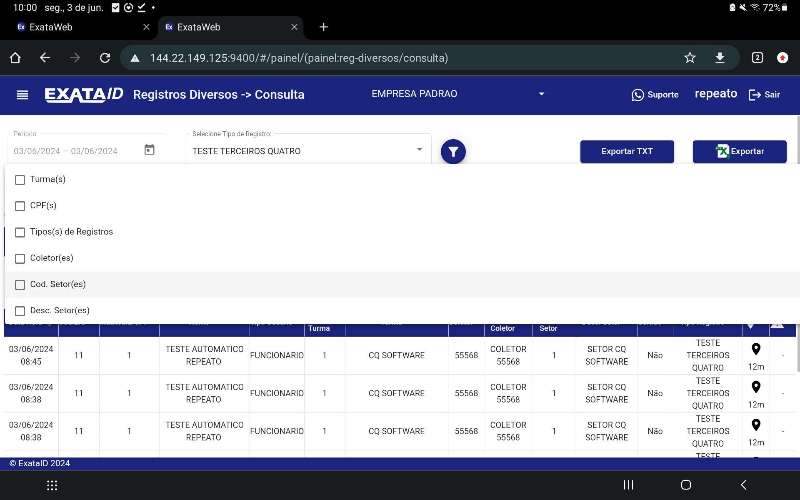 10:00 seg., 3 de jun.
72%
Ex ExataWeb
Ex ExataWeb
144.22.149.125:9400/#/painel/(painel:reg-diversos/consulta)
2
EXATAID Registros Diversos -> Consulta
EMPRESA PADRAO
Suporte
repeato
Sair
Período
03/06/2024 – 03/06/2024
Selecione Tipo de Registro
TESTE TERCEIROS QUATRO
Exportar TXT
Exportar
Turma(s)
CPF(s)
Tipos(s) de Registros
Coletor(es)
Cod. Setor(es)
Desc. Setor(es)
Turma
Coletor
Setor
03/06/2024 08:45 11 1 TESTE AUTOMATICO REPEATO FUNCIONARIO 1 CQ SOFTWARE 55568 COLETOR 55568 1 SETOR CQ SOFTWARE Não TESTE TERCEIROS QUATRO 12m -
03/06/2024 08:38 11 1 TESTE AUTOMATICO REPEATO FUNCIONARIO 1 CQ SOFTWARE 55568 COLETOR 55568 1 SETOR CQ SOFTWARE Não TESTE TERCEIROS QUATRO 12m -
03/06/2024 08:38 11 1 TESTE AUTOMATICO REPEATO FUNCIONARIO 1 CQ SOFTWARE 55568 COLETOR 55568 1 SETOR CQ SOFTWARE Não TESTE TERCEIROS QUATRO 12m -
TESTE
© ExataID 2024